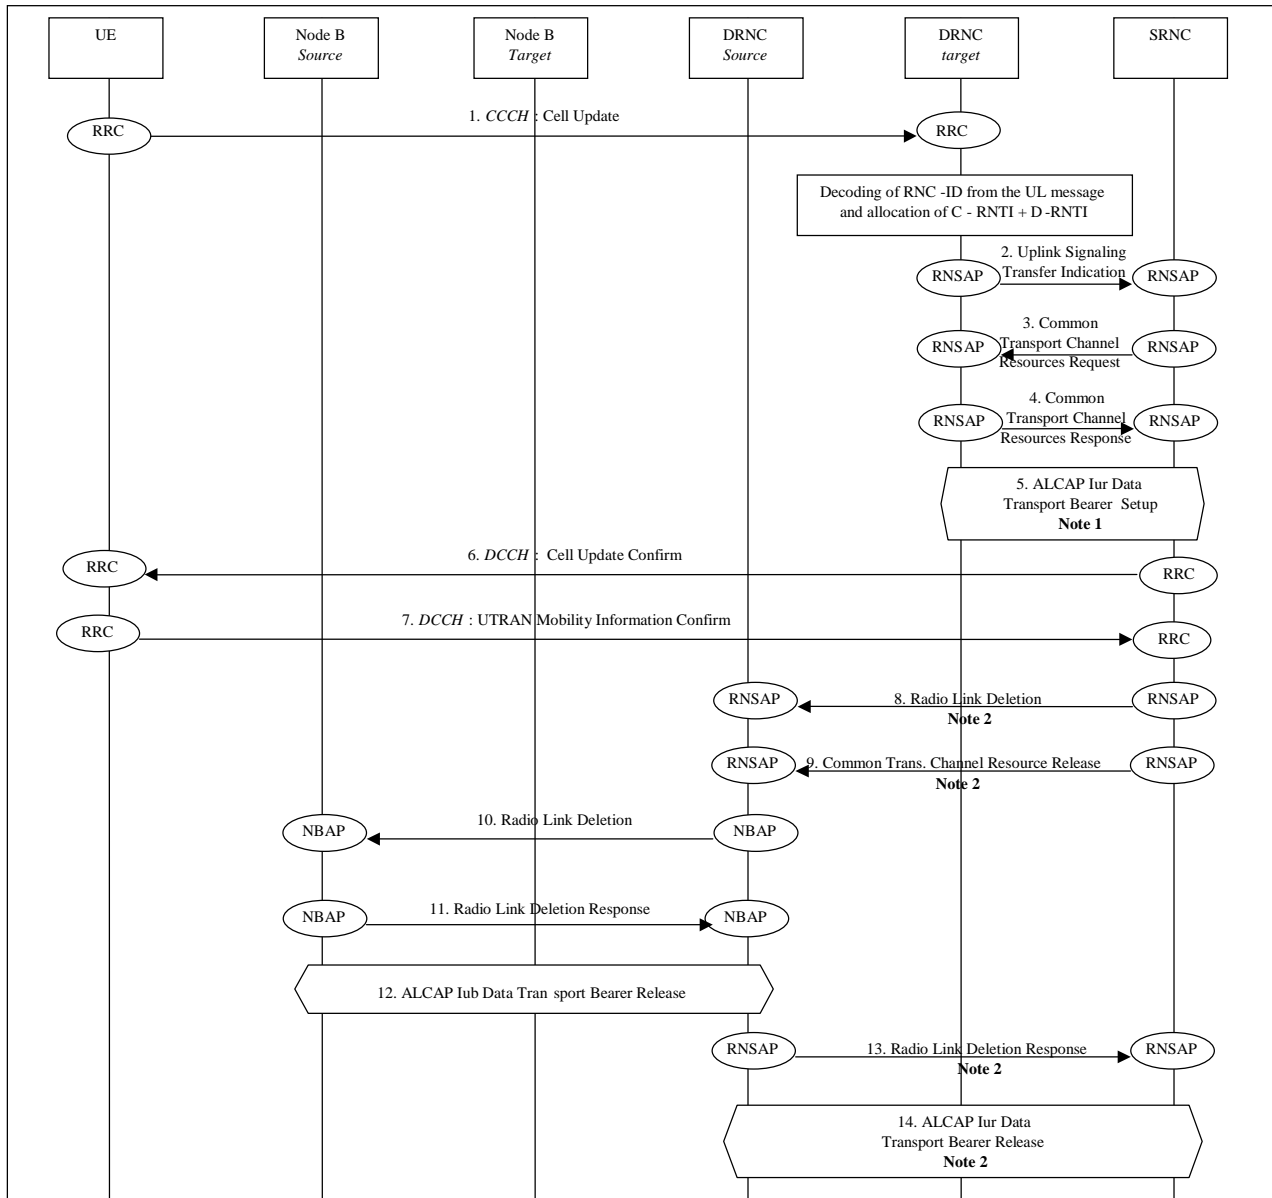 UE
Node B
Source
Node B
Target
DRNC
Source
DRNC
target
SRNC
1. CCCH : Cell Update
RRC
RRC
Decoding of RNC -ID from the UL message
and allocation of C - RNTI + D -RNTI
2. Uplink Signaling
Transfer Indication
RNSAP
RNSAP
3. Common
Transport Channel
Resources Request
RNSAP
RNSAP
4. Common
Transport Channel
Resources Response
RNSAP
RNSAP
5. ALCAP Iur Data
Transport Bearer Setup
Note 1
6. DCCH : Cell Update Confirm
RRC
RRC
7. DCCH : UTRAN Mobility Information Confirm
RRC
RRC
RNSAP
8. Radio Link Deletion
RNSAP
Note 2
RNSAP
9. Common Trans. Channel Resource Release
RNSAP
Note 2
10. Radio Link Deletion
NBAP
NBAP
11. Radio Link Deletion Response
NBAP
NBAP
12. ALCAP Iub Data Tran sport Bearer Release
RNSAP
13. Radio Link Deletion Response
RNSAP
Note 2
14. ALCAP Iur Data
Transport Bearer Release
Note 2